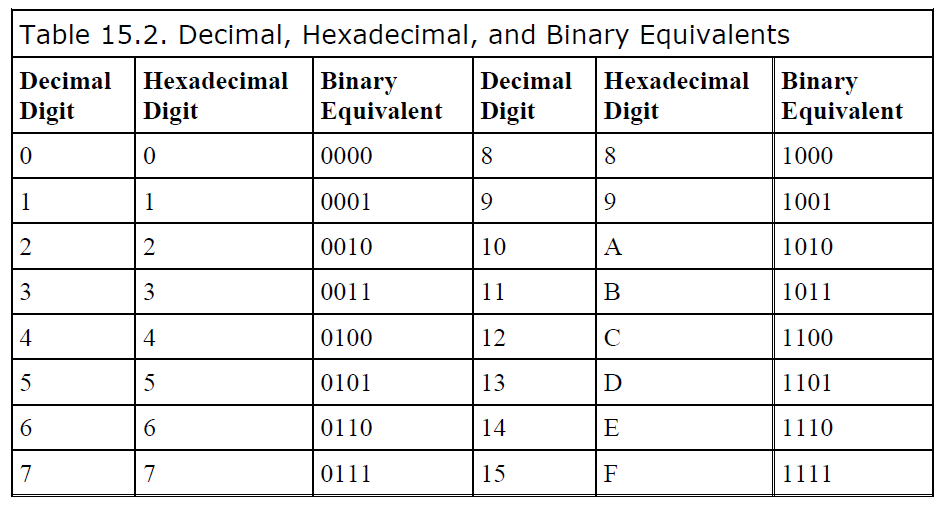 Table 15.2. Decimal, Hexadecimal, and Binary Equivalents
Decimal Digit Hexadecimal Digit Binary Equivalent Decimal Digit Hexadecimal Digit Binary Equivalent
0 0 0000 8 8 1000
1 1 0001 9 9 1001
2 2 0010 10 A 1010
3 3 0011 11 B 1011
4 4 0100 12 C 1100
5 5 0101 13 D 1101
6 6 0110 14 E 1110
7 7 0111 15 F 1111